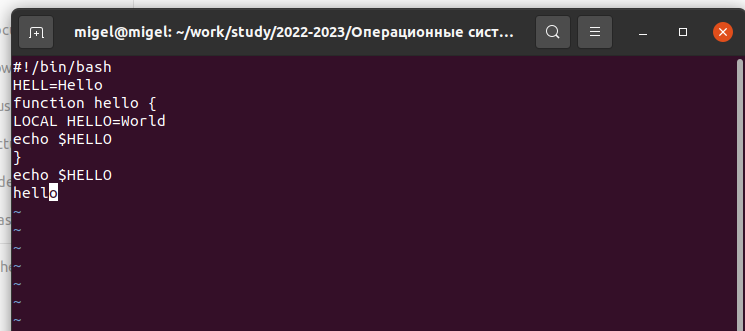 migel@migel: ~/work/study/2022-2023/Операционные сист...
#!/bin/bash
HELL=Hello
function hello {
LOCAL HELLO=World
echo $HELLO
}
echo $HELLO
hello
~
~
~
~
~
~
~